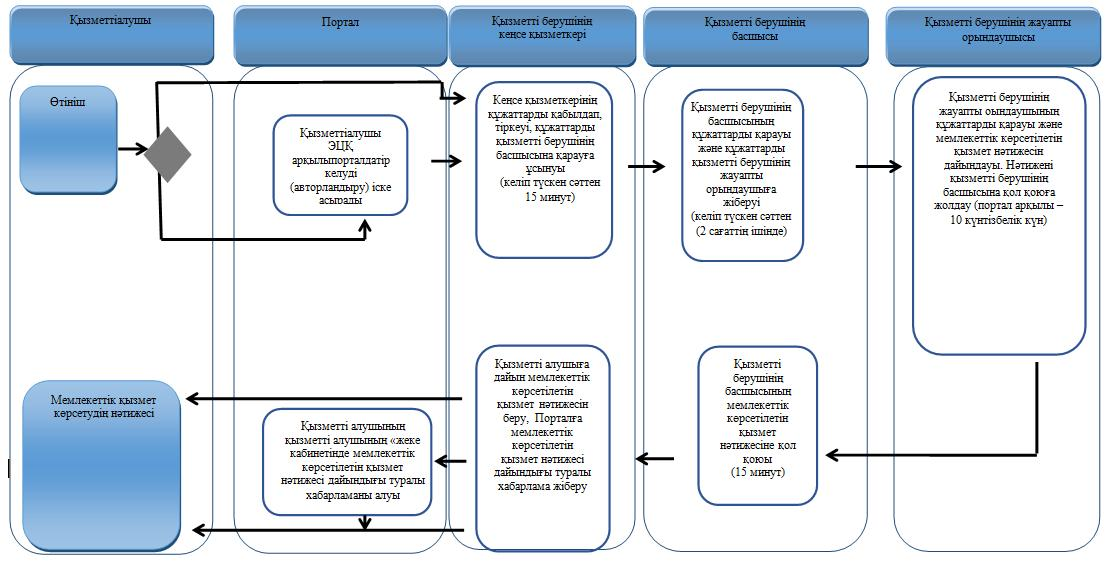 Қызметтіалушы
Портал
Қызметті берушінің
кеңсе қызметкері
Қызметті берушінің
басшысы
Қызметті берушінің жауапты
орындаушысы
Өтініш
Қызметтіалушы
ЭЦҚ
арқылыпорталдатір
келуді
(авторландыру) іске
асырады
Кеңсе қызметкерінің
құжаттарды қабылдап,
тіркеуі, құжаттарды
қызметті берушінің
басшысына қарауға
ұсынуы
(келіп түскен сәттен
15 минут)
Қызметті берушінің
басшысының
құжаттарды қарауы
және құжаттарды
қызметті берушінің
жауапты
орындаушыға
жіберуі
(келіп түскен сәттен
(2 сағаттің ішінде)
Қызметті берушінің
жауапты оындаушының
құжаттарды қарауы және
мемлекеттік көрсетілетін
қызмет нәтижесін
дайындауы. Нәтижені
қызметті берушінің
басшысына қол қоюға
жолдау (портал арқылы –
10 күнтізбелік күн)
Мемлекеттік қызмет
көрсетудің нәтижесі
Қызметті алушының
қызметті алушының «жеке
кабинетінде мемлекеттік
көрсетілетін қызмет
нәтижесі дайындығы туралы
хабарламаны алуы
Қызметті алушыға
дайын мемлекеттік
көрсетілетін
қызмет нәтижесін
беру, Порталға
мемлекеттік
көрсетілетін
қызмет нәтижесі
дайындығы туралы
хабарлама жіберу
Қызметті
берушінің
басшысының
мемлекеттік
көрсетілетін
қызмет
нәтижесіне қол
қоюы
(15 минут)